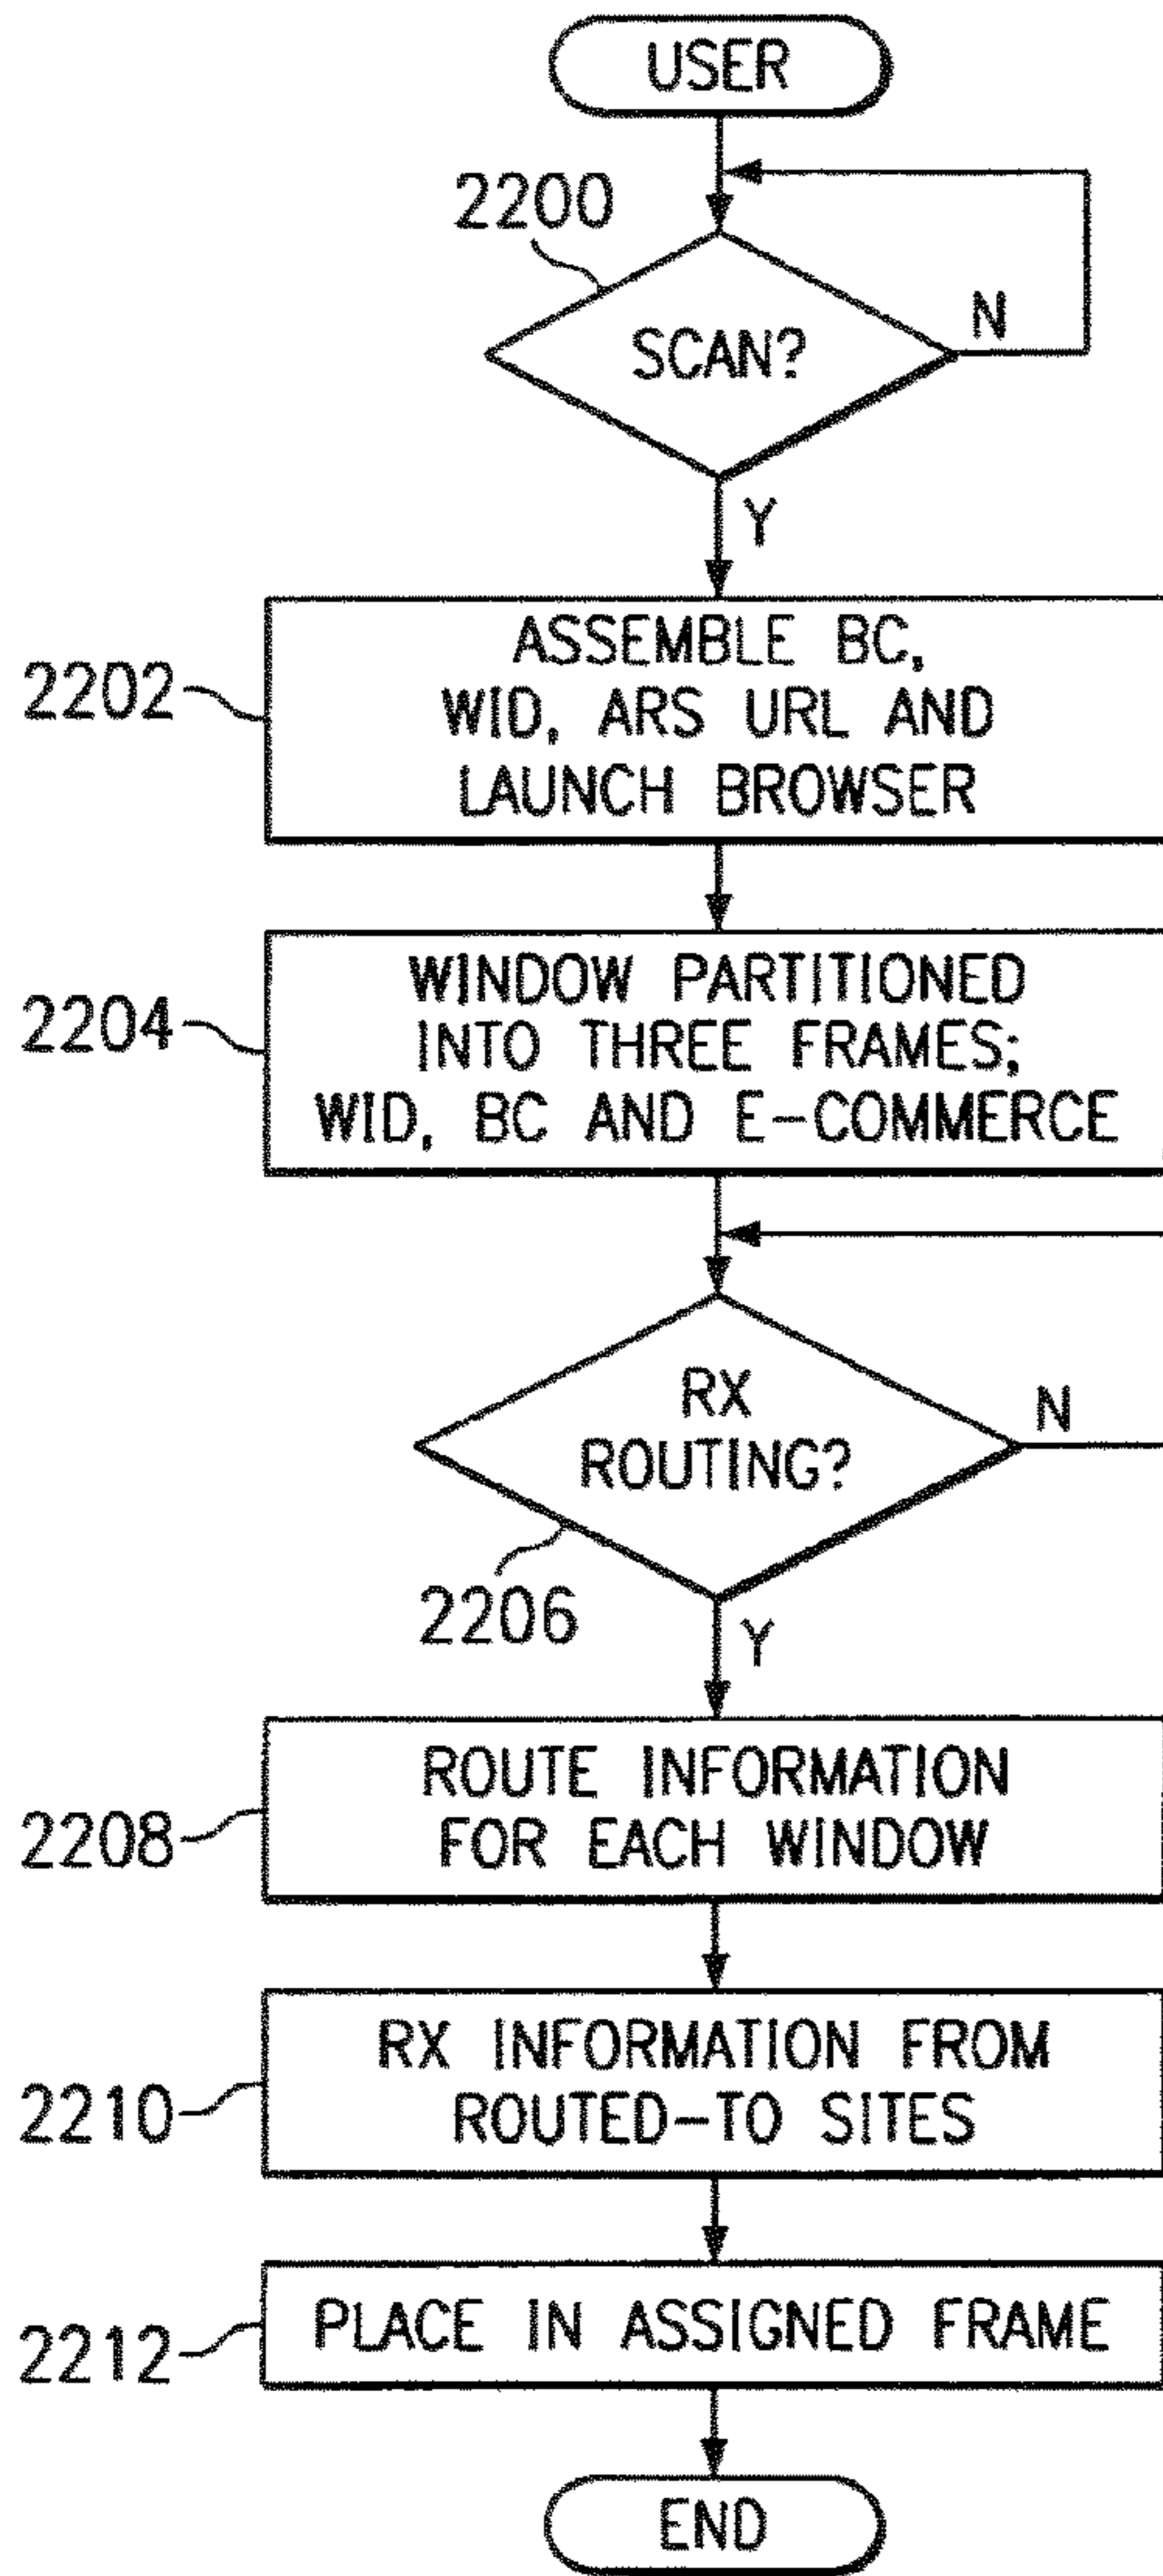 USER
2200
SCAN?
N
Y
2202
ASSEMBLE BC,
WID, ARS URL AND
LAUNCH BROWSER
2204
WINDOW PARTITIONED
INTO THREE FRAMES;
WID, BC AND E-COMMERCE
RX
ROUTING?
N
2206
Y
2208
ROUTE INFORMATION
FOR EACH WINDOW
2210
RX INFORMATION FROM
ROUTED-TO SITES
2212
PLACE IN ASSIGNED FRAME
END